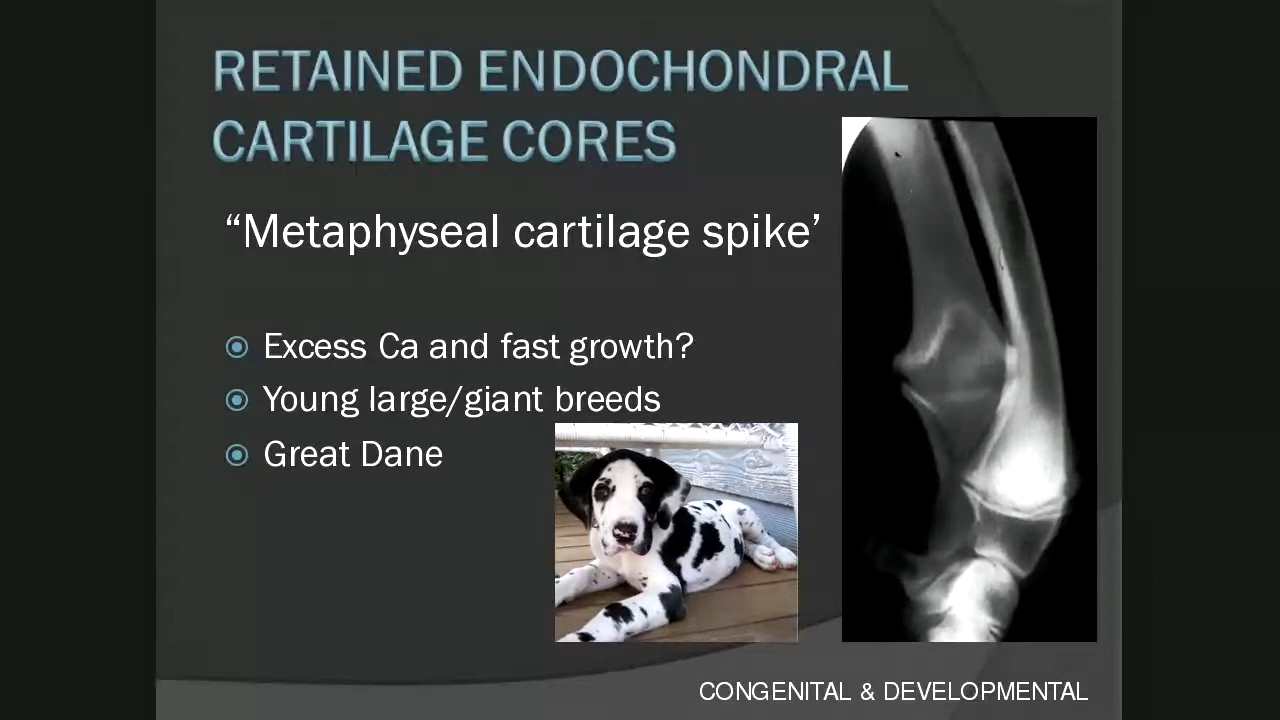 RETAINED ENDOCHONDRAL
CARTILAGE CORES
“Metaphyseal cartilage spike’
Excess Ca and fast growth?
Young large/giant breeds
Great Dane
CONGENITAL & DEVELOPMENTAL